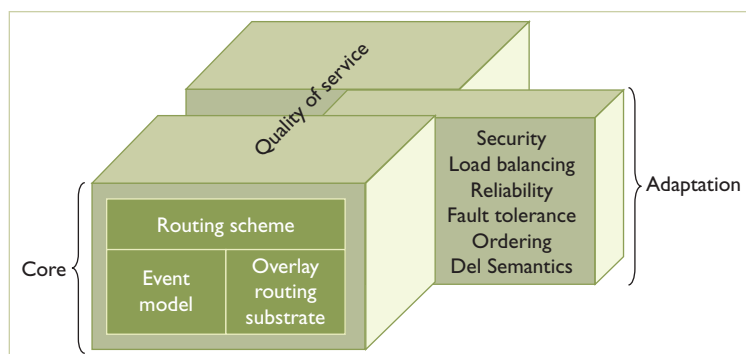 Quality of service
Security
Load balancing
Reliability
Fault tolerance
Ordering
Del Semantics
Adaptation
Core
Routing scheme
Event
model
Overlay
routing
substrate